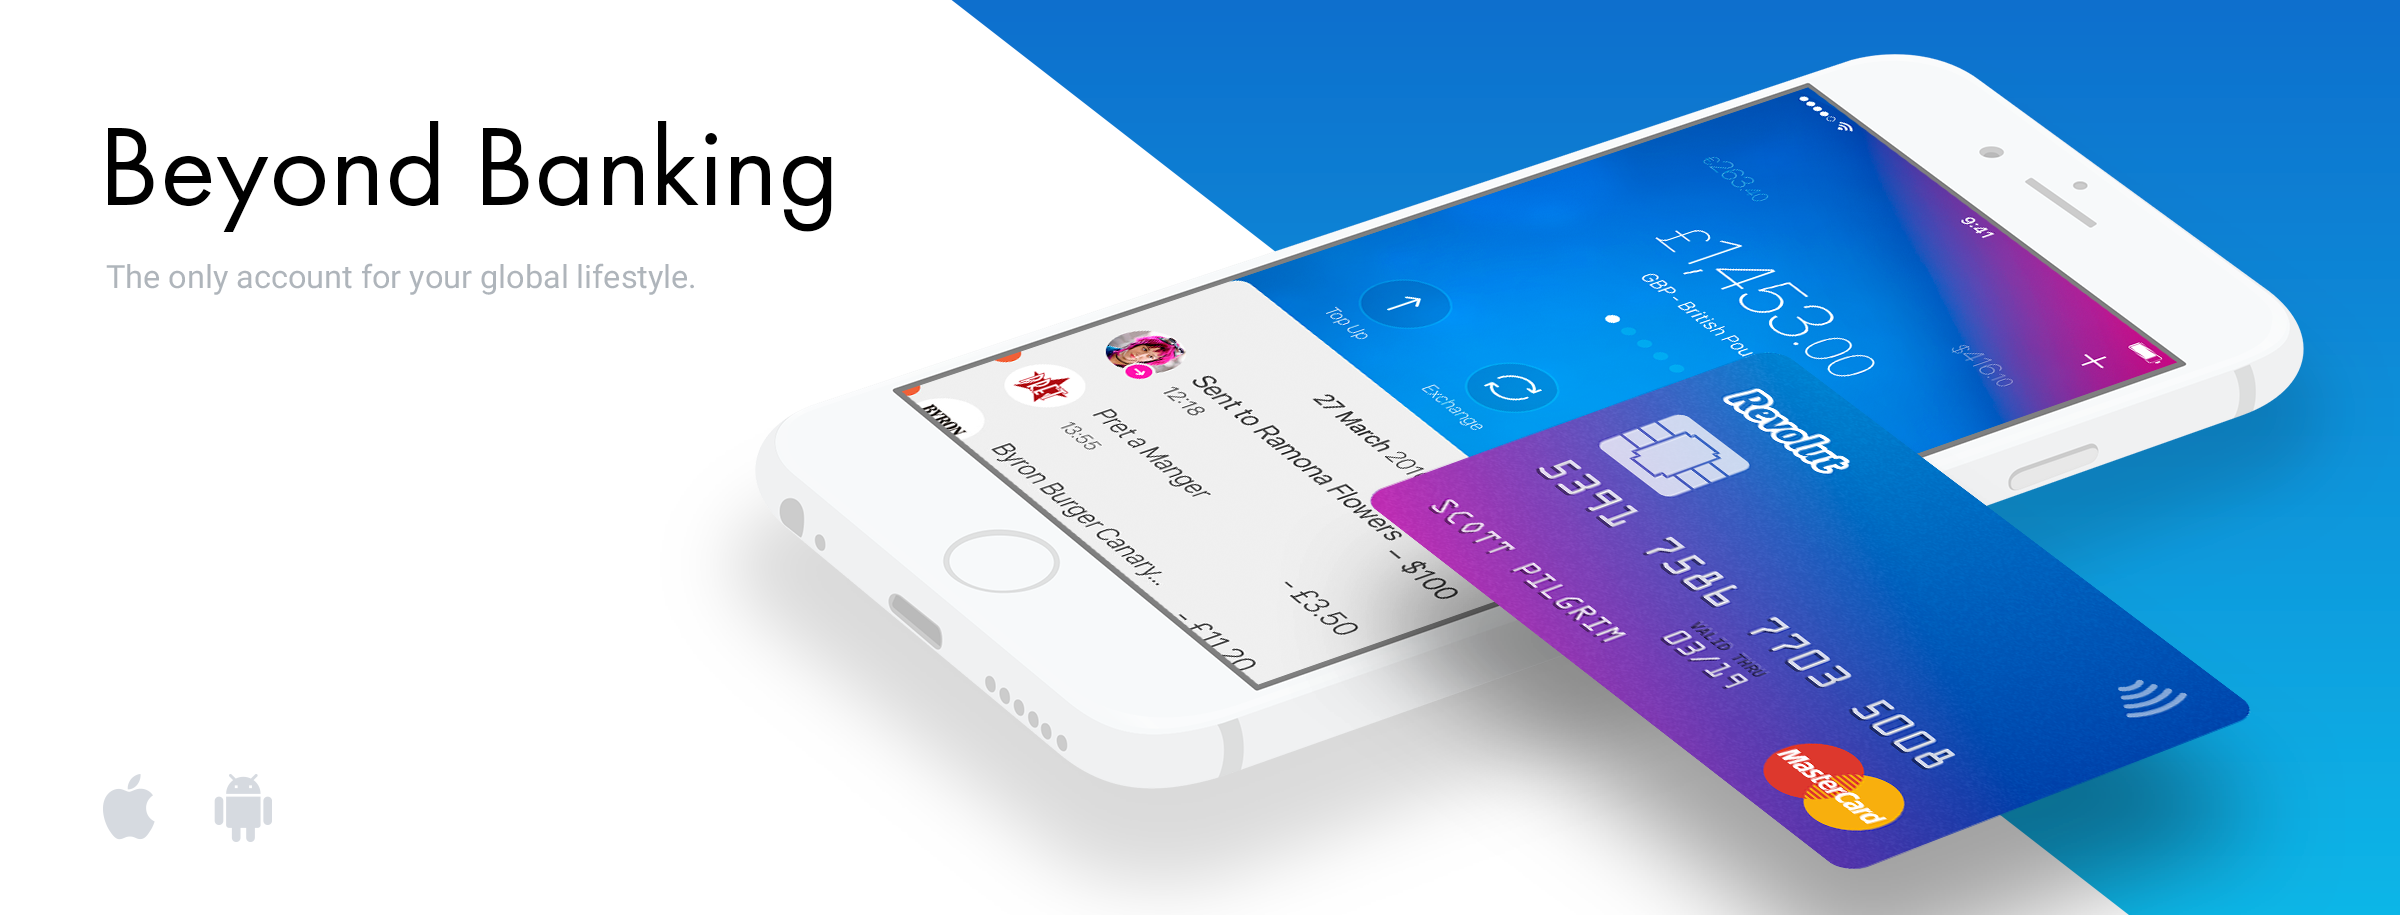 Beyond Banking
The only account for your global lifestyle.
9:41
€263.40
£1,453.00
$416.10
GBP - British Pou
Top Up
Exchange
27 March 201
Sent to Ramona Flowers
12:18
- $100
Pret a Manger
13:55
- £3.50
Byron Burger Canary...
- £11.20
PRET
BYRON
Revolut
5391 7586 7703 5008
VALID THRU
03/19
SCOTT PILGRIM
MasterCard